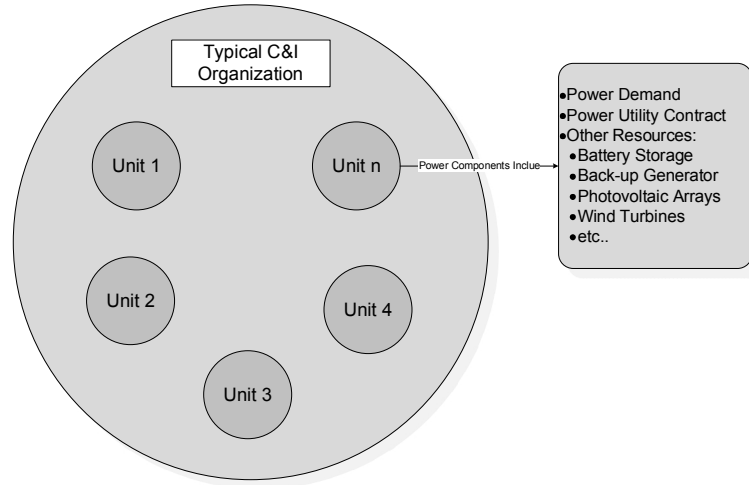 Typical C&I
Organization
Unit 1
Unit n
Power Components Inclue
Unit 2
Unit 4
Unit 3
•Power Demand
•Power Utility Contract
•Other Resources:
•Battery Storage
•Back-up Generator
•Photovoltaic Arrays
•Wind Turbines
•etc..